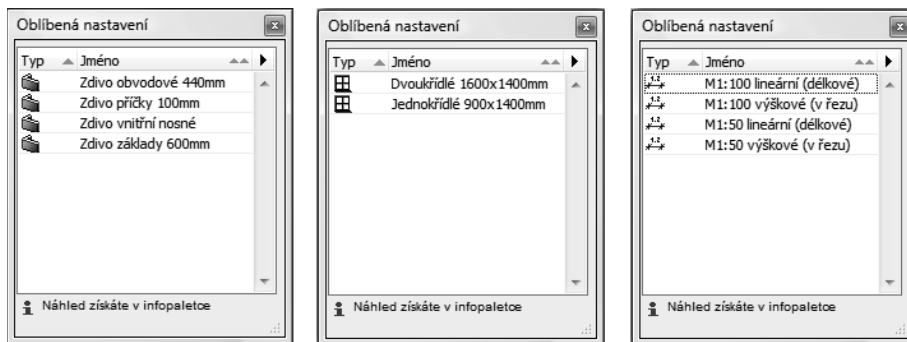 Oblíbená nastavení
Typ Jméno
Zdivo obvodové 440mm
Zdivo příčky 100mm
Zdivo vnitřní nosné
Zdivo základy 600mm
Náhled získáte v infopaletce
Oblíbená nastavení
Typ Jméno
Dvoukřídlé 1600x1400mm
Jednokřídlé 900x1400mm
Náhled získáte v infopaletce
Oblíbená nastavení
Typ Jméno
M1:100 lineární (délkové)
M1:100 výškové (v řezu)
M1:50 lineární (délkové)
M1:50 výškové (v řezu)
Náhled získáte v infopaletce